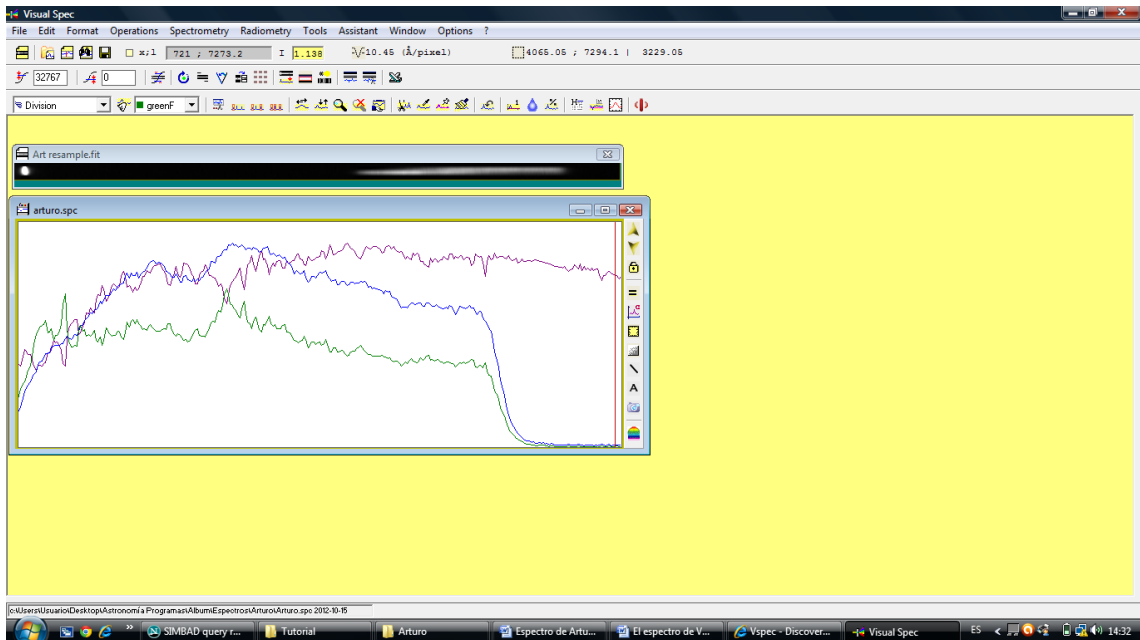 Visual Spec
File Edit Format Operations Spectrometry Radiometry Tools Assistant Window Options ?
x;1 721 ; 7273.2 I 1.138 10.45 (Å/pixel) 4065.05 ; 7294.1 | 3229.05
32767 0
Division greenF
Art resample.fit
arturo.spc
A
c:\Users\Usuario\Desktop\Astronomía Programas\Album\Espectros\Arturo\Arturo.spc 2012-10-15
» SIMBAD query r... Tutorial Arturo Espectro de Artu... El espectro de V... Vspec - Discover... Visual Spec ES < 14:32